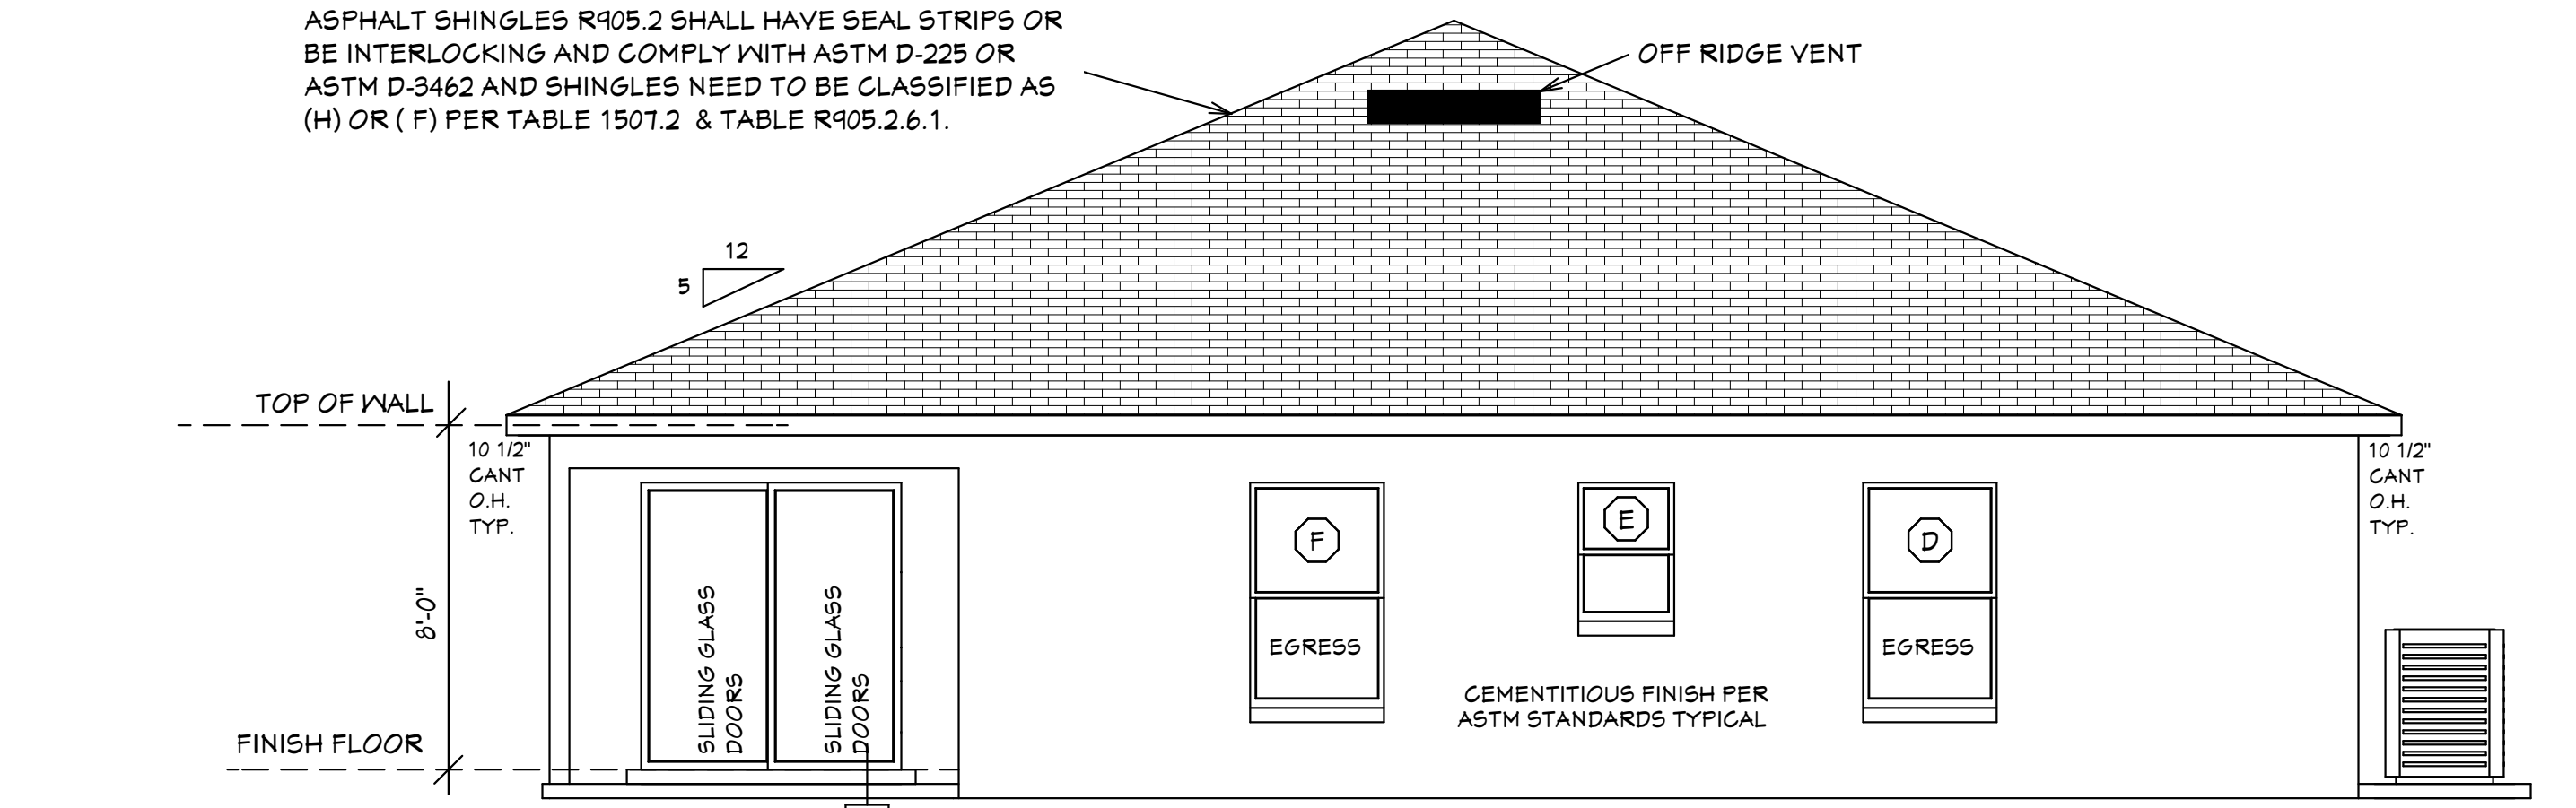 ASPHALT SHINGLES R905.2 SHALL HAVE SEAL STRIPS OR
BE INTERLOCKING AND COMPLY WITH ASTM D-225 OR
ASTM D-3462 AND SHINGLES NEED TO BE CLASSIFIED AS
(H) OR ( F) PER TABLE 1507.2 & TABLE R905.2.6.1.
OFF RIDGE VENT
12
5
TOP OF WALL
10 1/2"
CANT
O.H.
TYP.
10 1/2"
CANT
O.H.
TYP.
8'-0"
SLIDING GLASS
DOORS
SLIDING GLASS
DOORS
F
E
D
EGRESS
EGRESS
CEMENTITIOUS FINISH PER
ASTM STANDARDS TYPICAL
FINISH FLOOR